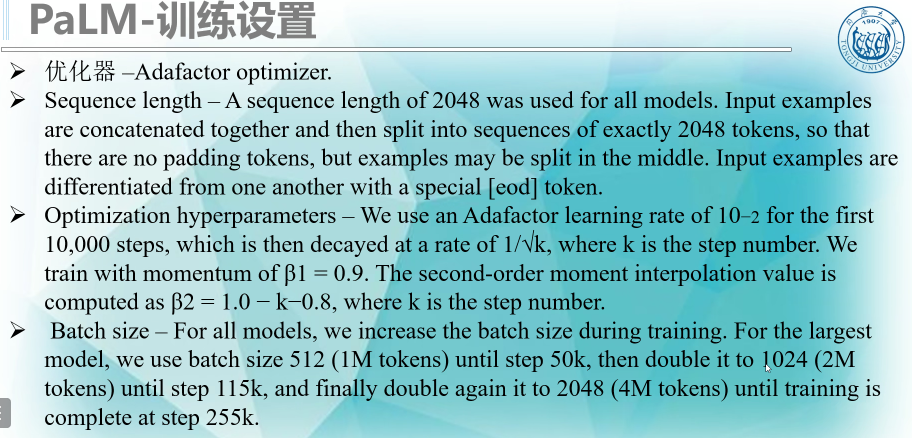 PaLM-训练设置
➢ 优化器 –Adafactor optimizer.
➢ Sequence length – A sequence length of 2048 was used for all models. Input examples
are concatenated together and then split into sequences of exactly 2048 tokens, so that
there are no padding tokens, but examples may be split in the middle. Input examples are
differentiated from one another with a special [eod] token.
➢ Optimization hyperparameters – We use an Adafactor learning rate of 10−2 for the first
10,000 steps, which is then decayed at a rate of 1/√k, where k is the step number. We
train with momentum of β1 = 0.9. The second-order moment interpolation value is
computed as β2 = 1.0 − k−0.8, where k is the step number.
➢ Batch size – For all models, we increase the batch size during training. For the largest
model, we use batch size 512 (1M tokens) until step 50k, then double it to 1024 (2M
tokens) until step 115k, and finally double again it to 2048 (4M tokens) until training is
complete at step 255k.
1907
TONGJI UNIVERSITY